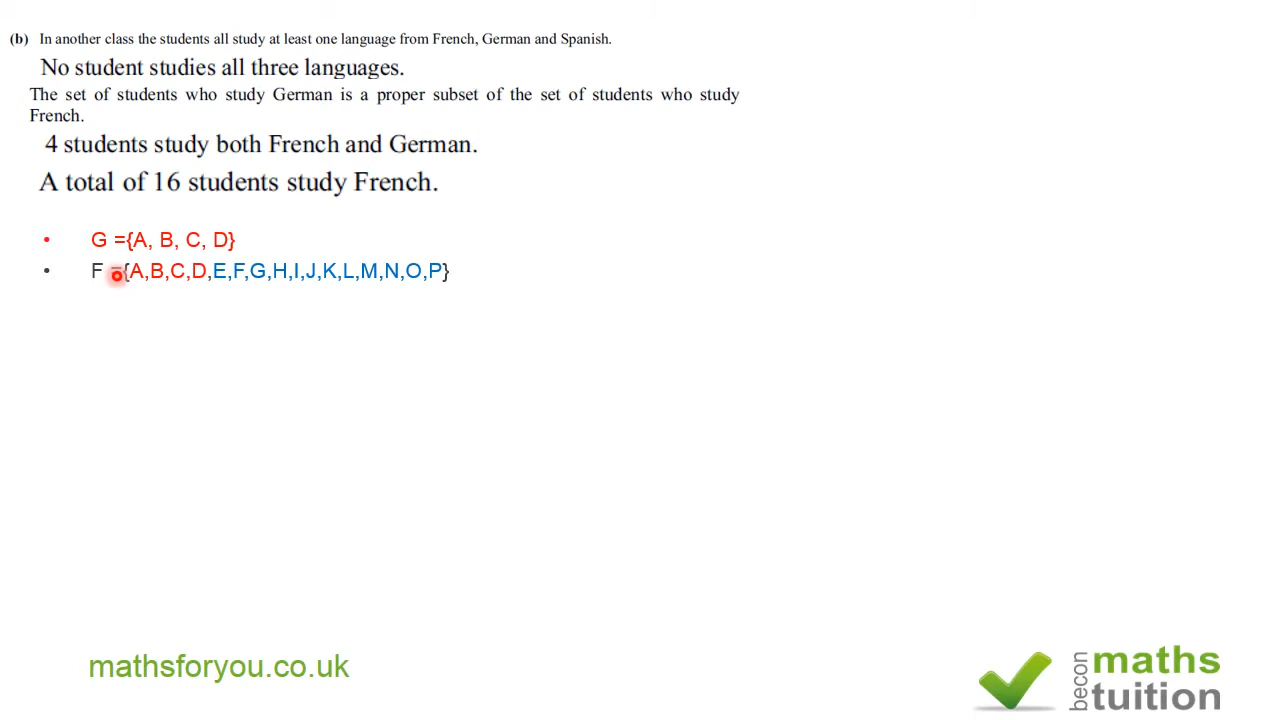 (b) In another class the students all study at least one language from French, German and Spanish.
No student studies all three languages.
The set of students who study German is a proper subset of the set of students who study
French.
4 students study both French and German.
A total of 16 students study French.
• G ={A, B, C, D}
• F ={A,B,C,D,E,F,G,H,I,J,K,L,M,N,O,P}
mathsforyou.co.uk
becon
maths
tuition